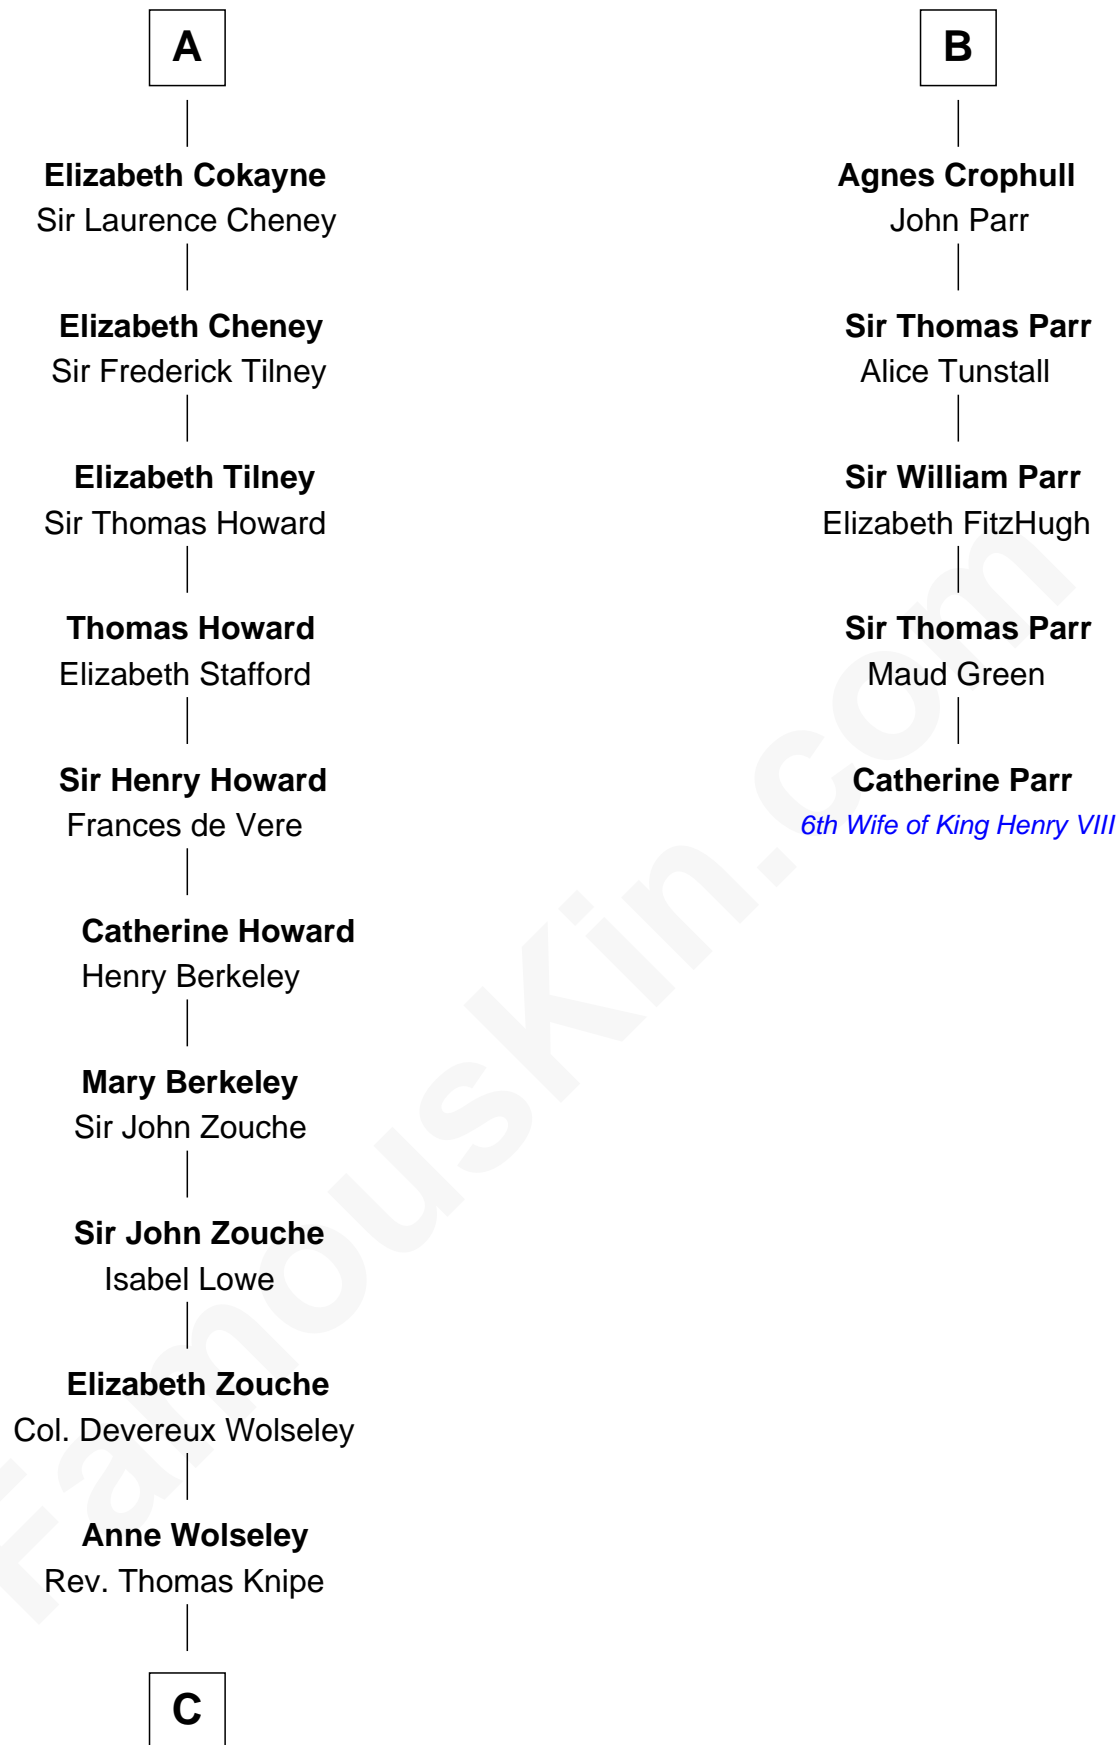 A
Elizabeth Cokayne
Sir Laurence Cheney
Elizabeth Cheney
Sir Frederick Tilney
Elizabeth Tilney
Sir Thomas Howard
Thomas Howard
Elizabeth Stafford
Sir Henry Howard
Frances de Vere
Catherine Howard
Henry Berkeley
Mary Berkeley
Sir John Zouche
Sir John Zouche
Isabel Lowe
Elizabeth Zouche
Col. Devereux Wolseley
Anne Wolseley
Rev. Thomas Knipe
C
B
Agnes Crophull
John Parr
Sir Thomas Parr
Alice Tunstall
Sir William Parr
Elizabeth FitzHugh
Sir Thomas Parr
Maud Green
Catherine Parr
6th Wife of King Henry VIII
FamousKin.com